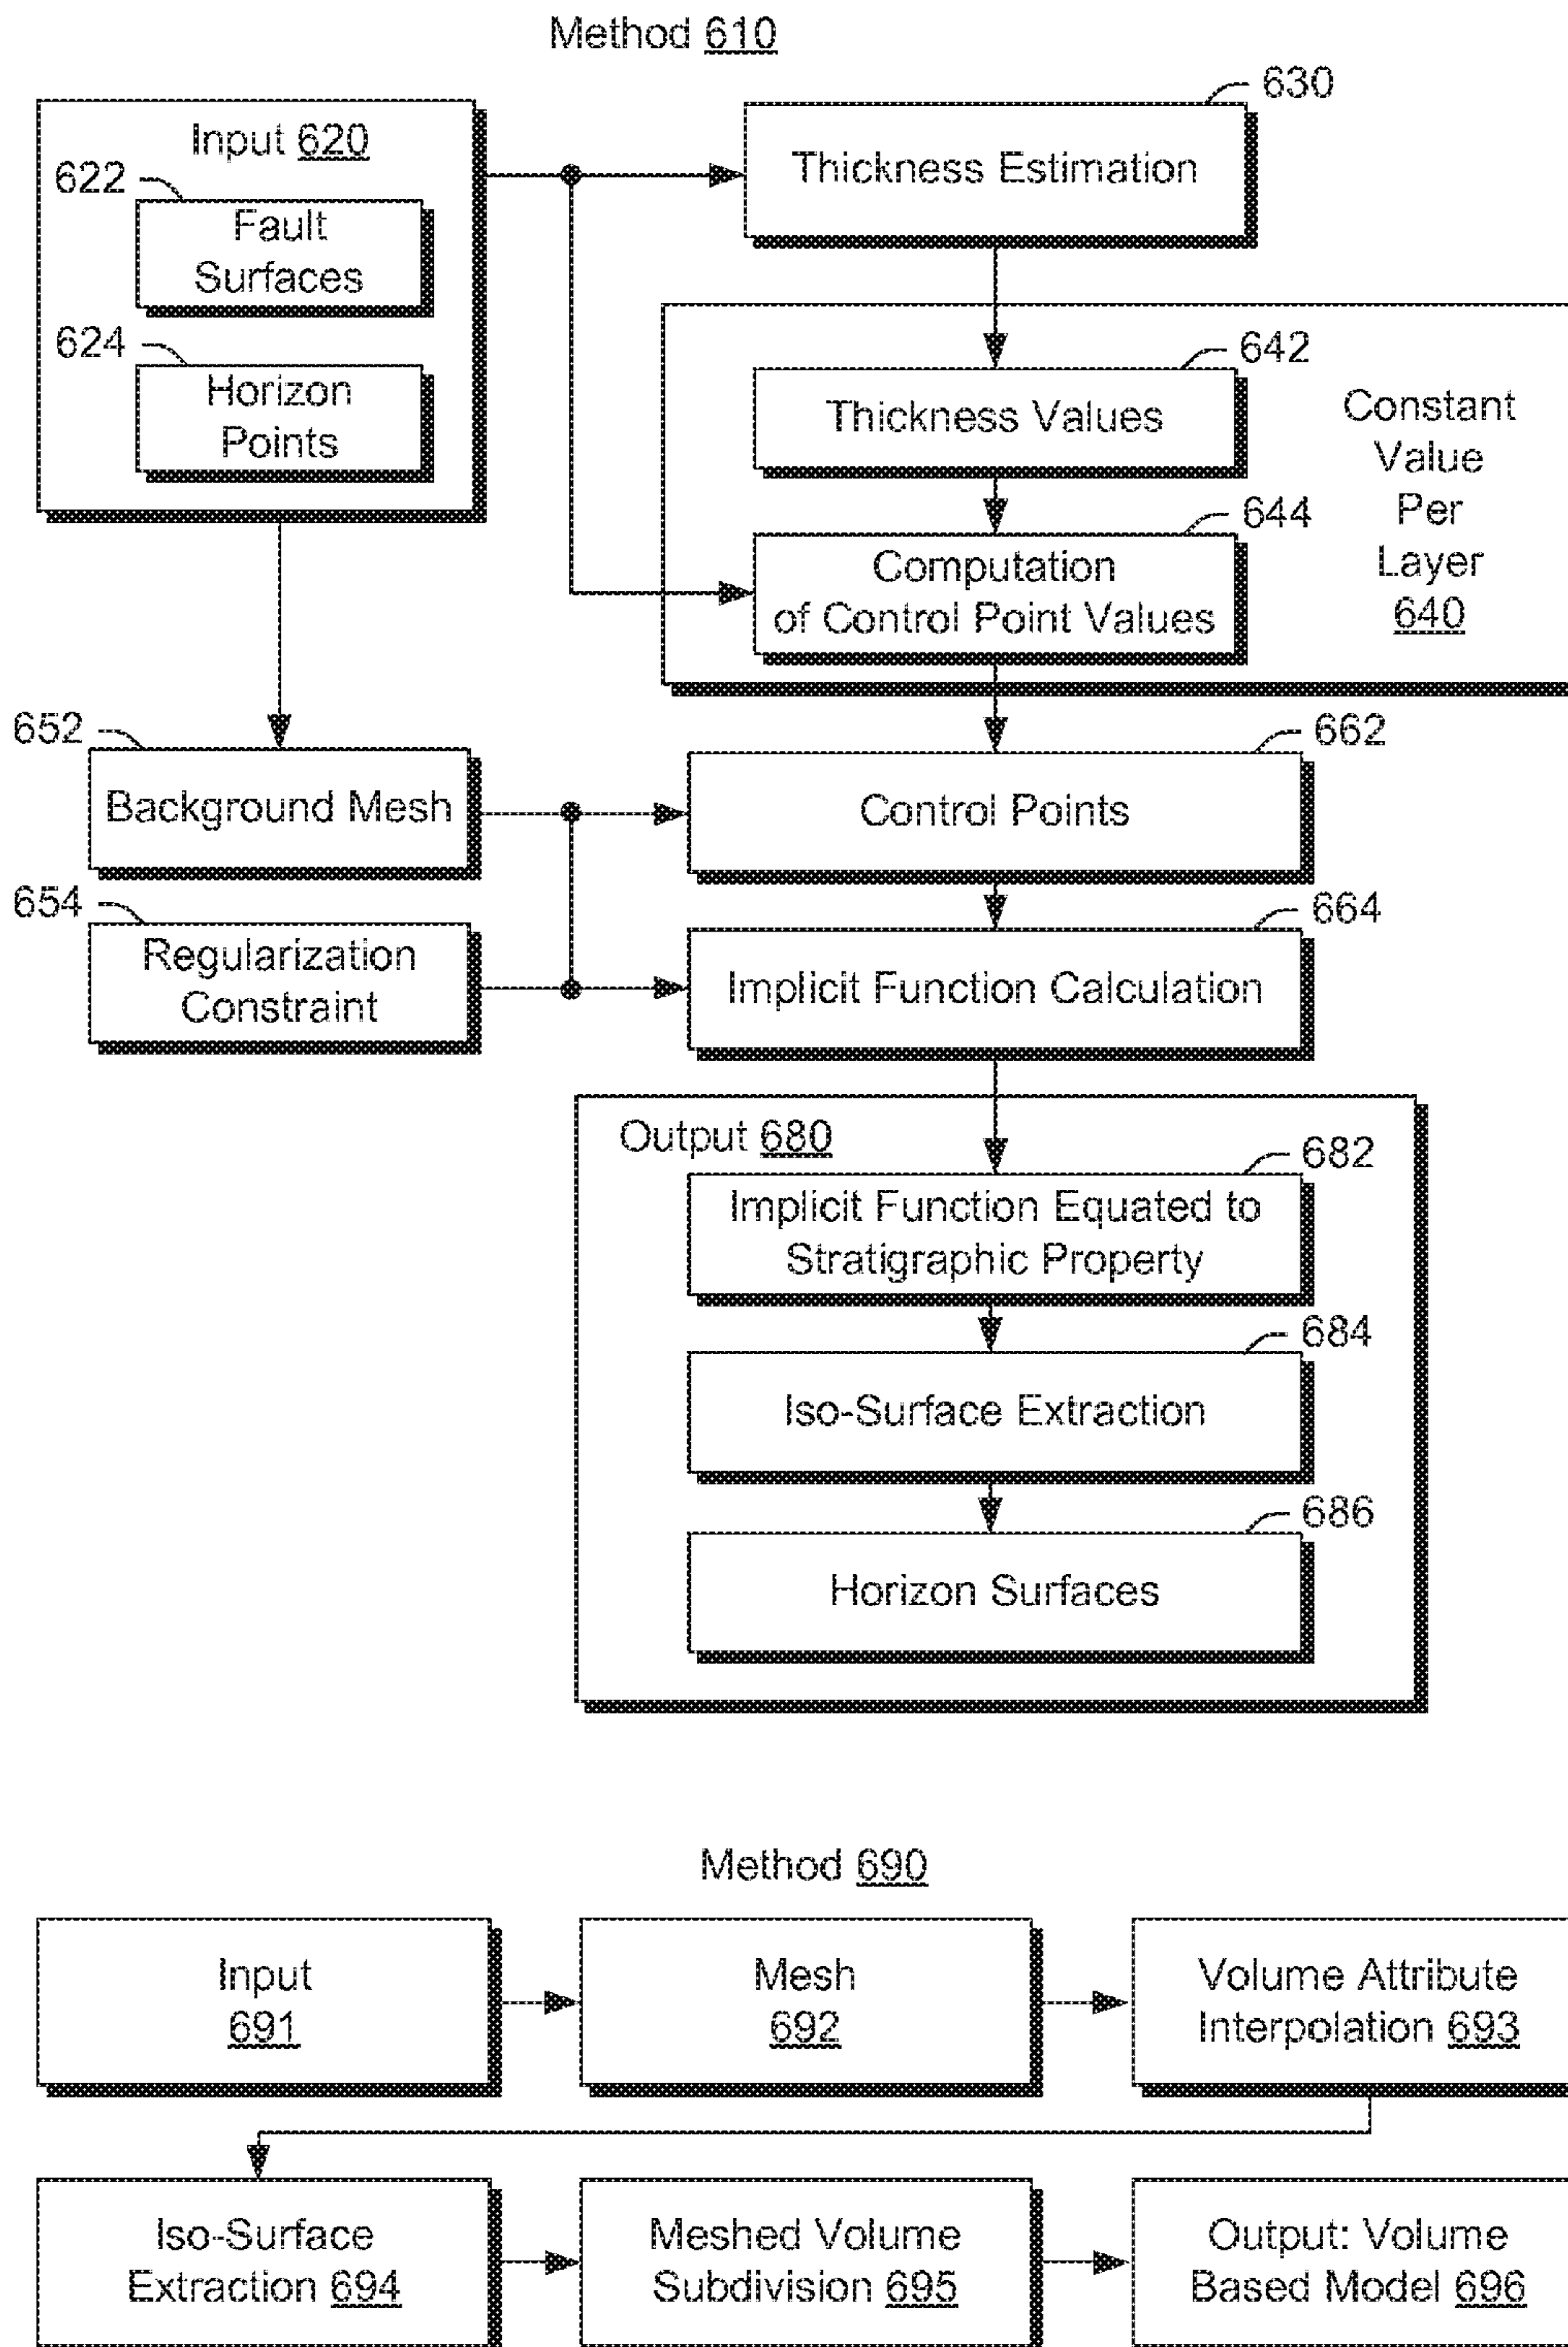 Method 610
630
Input 620
Thickness Estimation
622
Fault
Surfaces
624
Horizon
Points
642
Thickness Values
Constant
Value
Per
Layer
640
644
Computation
of Control Point Values
652
Background Mesh
662
Control Points
654
Regularization
Constraint
664
Implicit Function Calculation
Output 680
682
Implicit Function Equated to
Stratigraphic Property
684
Iso-Surface Extraction
686
Horizon Surfaces
Method 690
Input
691
Mesh
692
Volume Attribute
Interpolation 693
Iso-Surface
Extraction 694
Meshed Volume
Subdivision 695
Output: Volume
Based Model 696